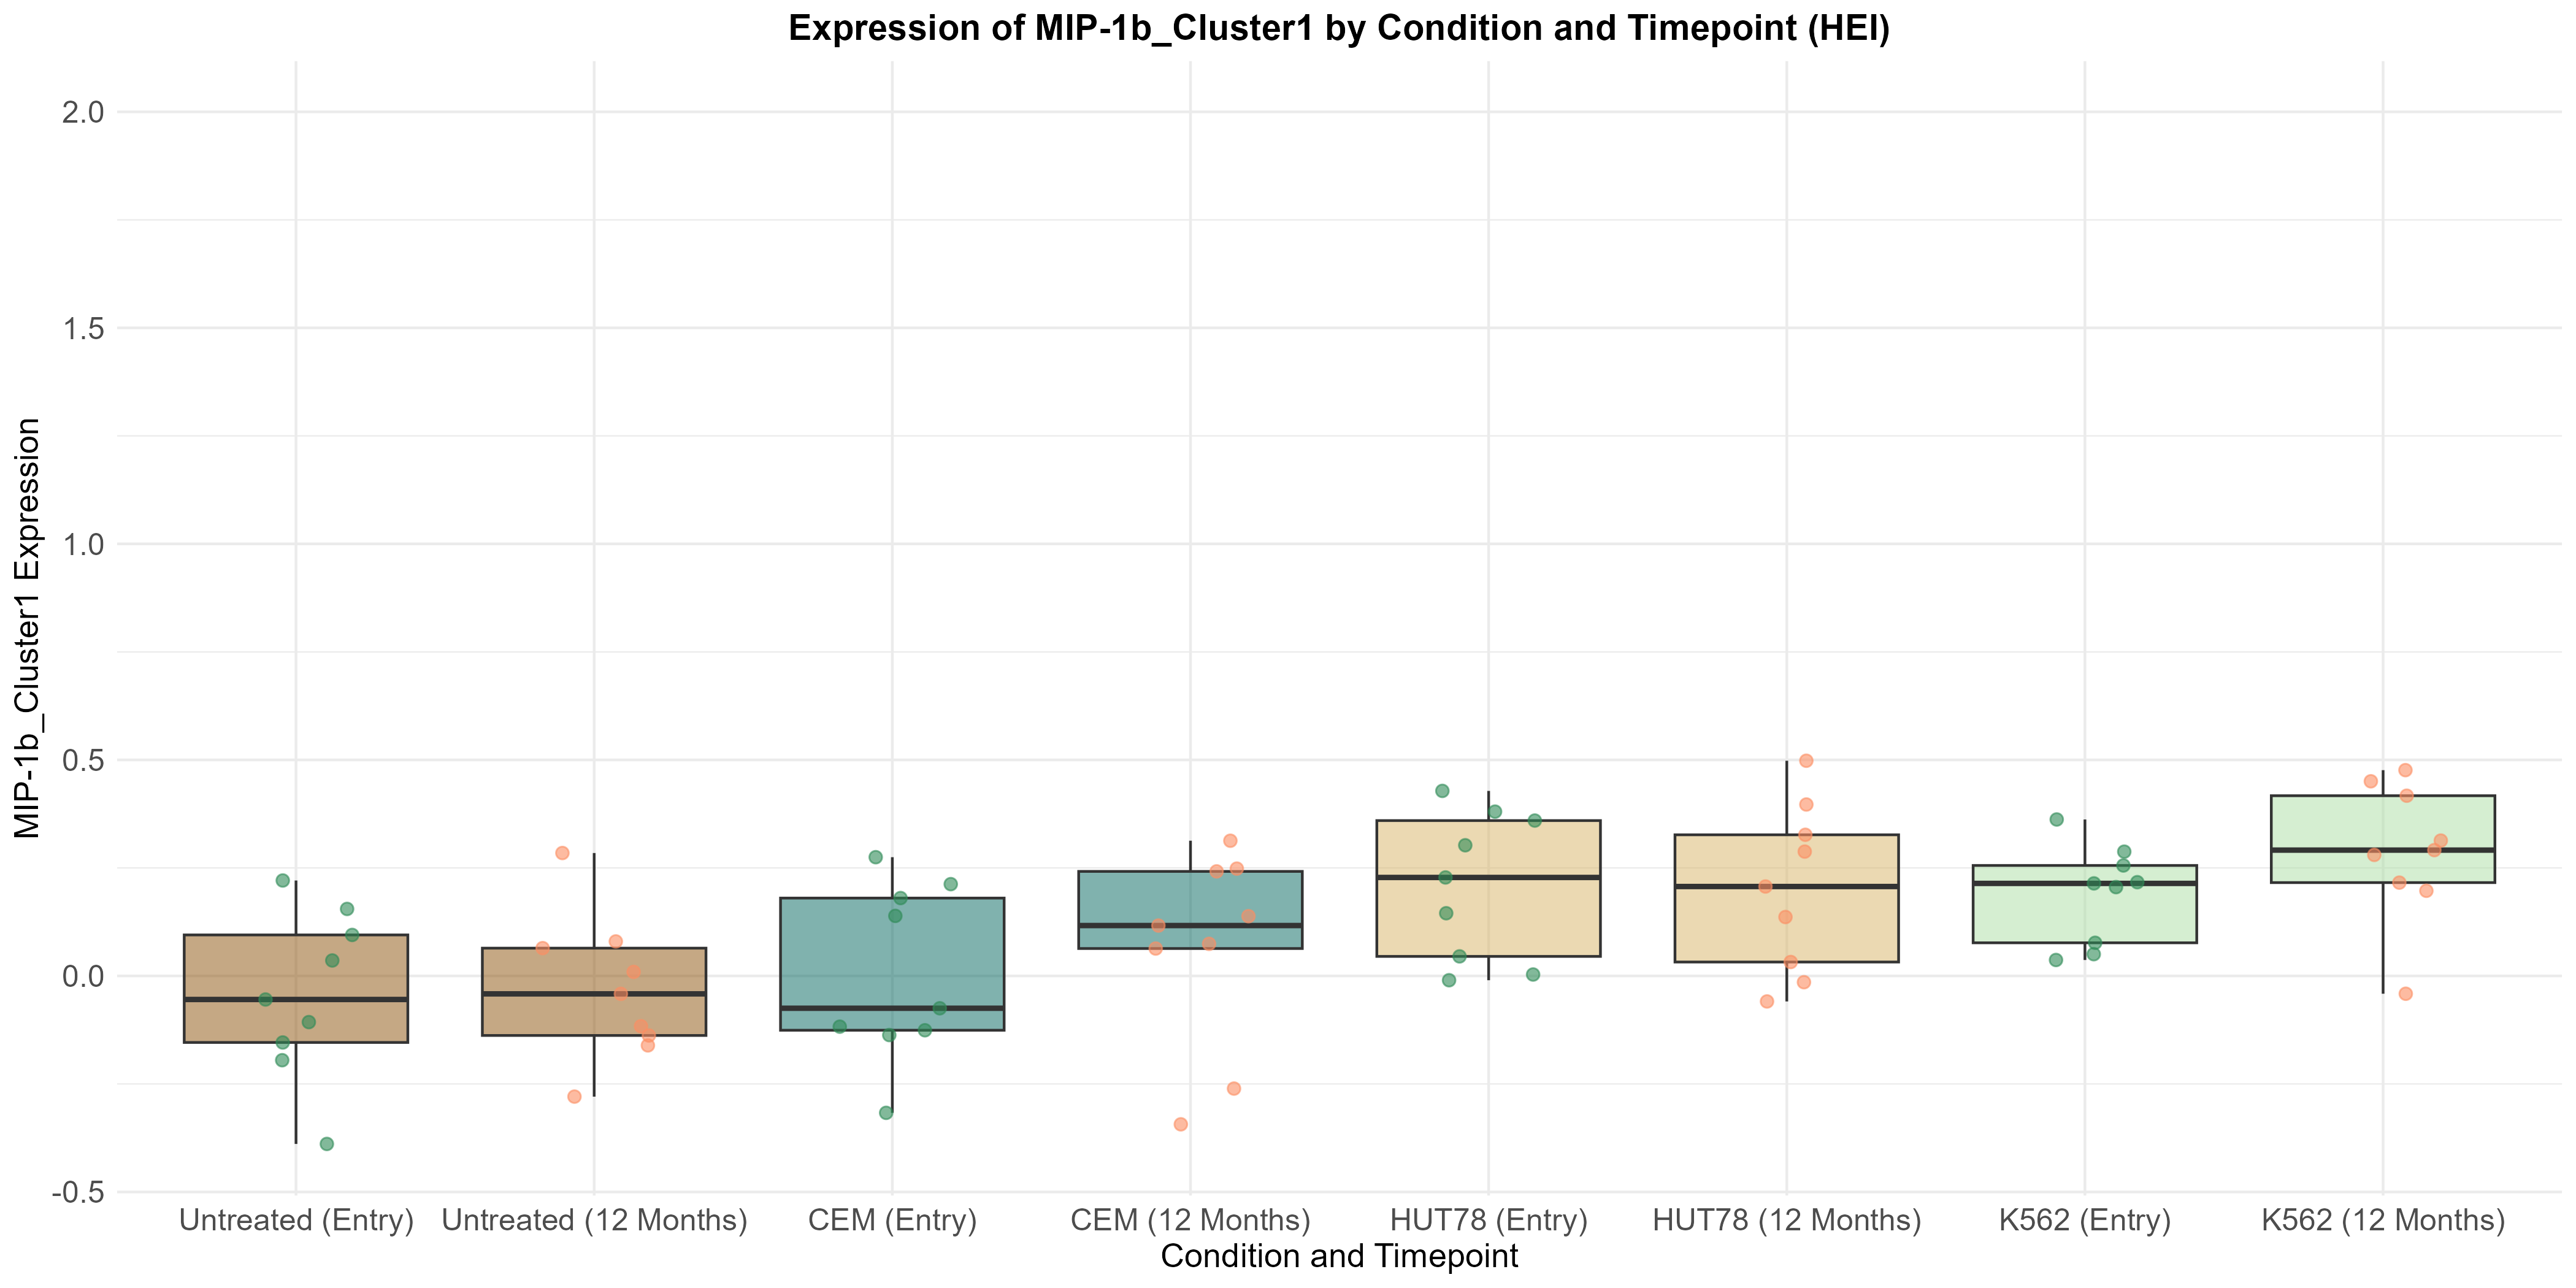 Expression of MIP-1b_Cluster1 by Condition and Timepoint (HEI)
MIP-1b_Cluster1 Expression
2.0
1.5
1.0
0.5
0.0
-0.5
Untreated (Entry)
Untreated (12 Months)
CEM (Entry)
CEM (12 Months)
HUT78 (Entry)
HUT78 (12 Months)
K562 (Entry)
K562 (12 Months)
Condition and Timepoint